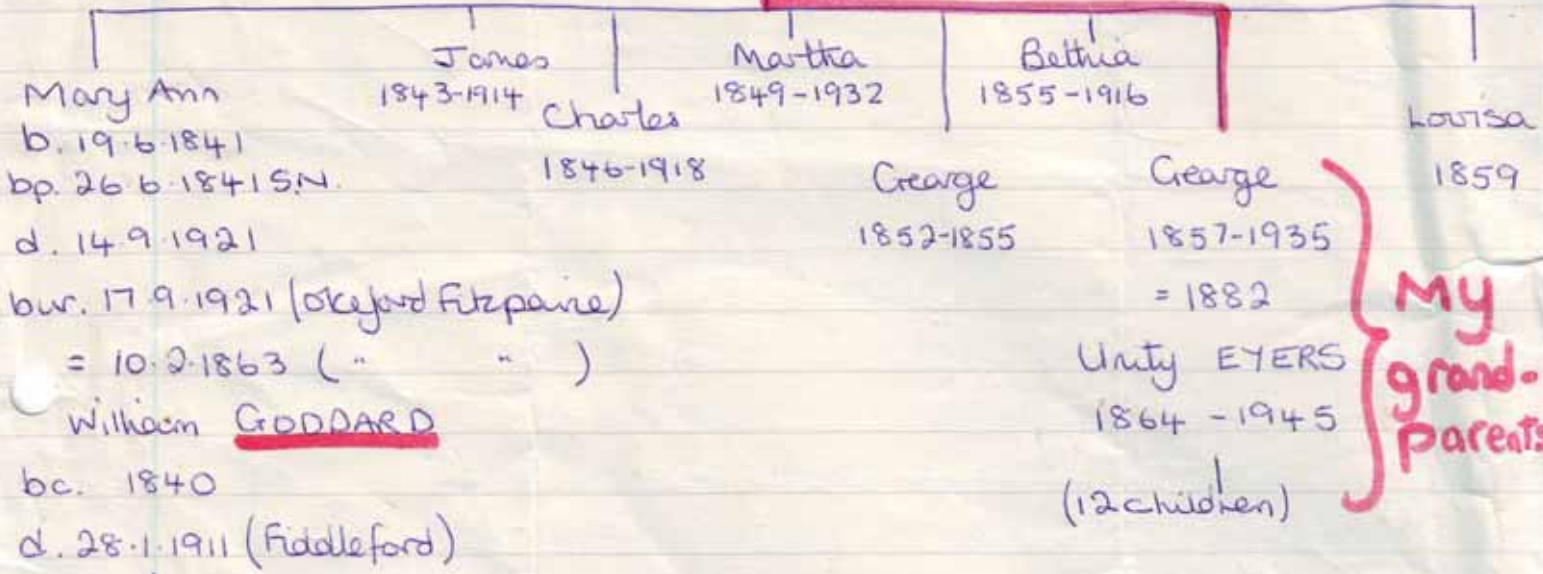 Mary Ann
b. 19.6.1841
bp. 26.6.1841 S.N.
d. 14.9.1921
bur. 17.9.1921 (Okeford Fitzpaine)
= 10.2.1863 ( " " )
William GODDARD
bc. 1840
d. 28.1.1911 (Fiddleford)
James
1843-1914
Charles
1846-1918
Martha
1849-1932
George
1852-1855
Bethia
1855-1916
George
1857-1935
= 1882
Unity EYERS
1864 - 1945
(12 children)
My
grand-
parents
Louisa
1859